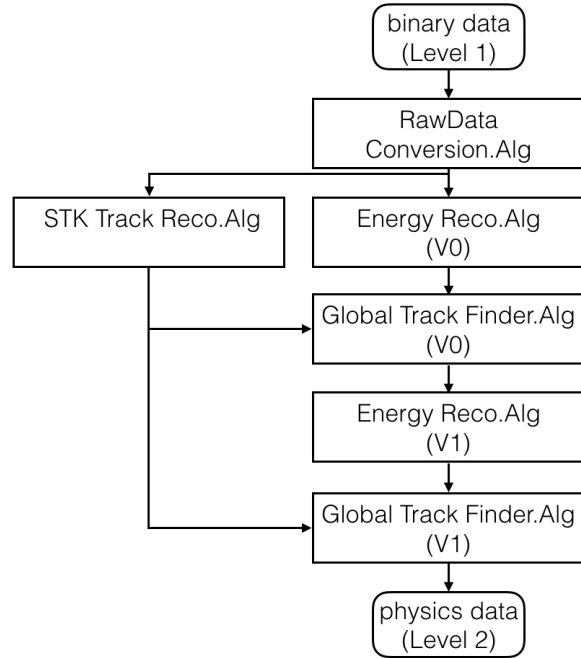 binary data
(Level 1)
RawData
Conversion.Alg
STK Track Reco.Alg
Energy Reco.Alg
(V0)
Global Track Finder.Alg
(V0)
Energy Reco.Alg
(V1)
Global Track Finder.Alg
(V1)
physics data
(Level 2)